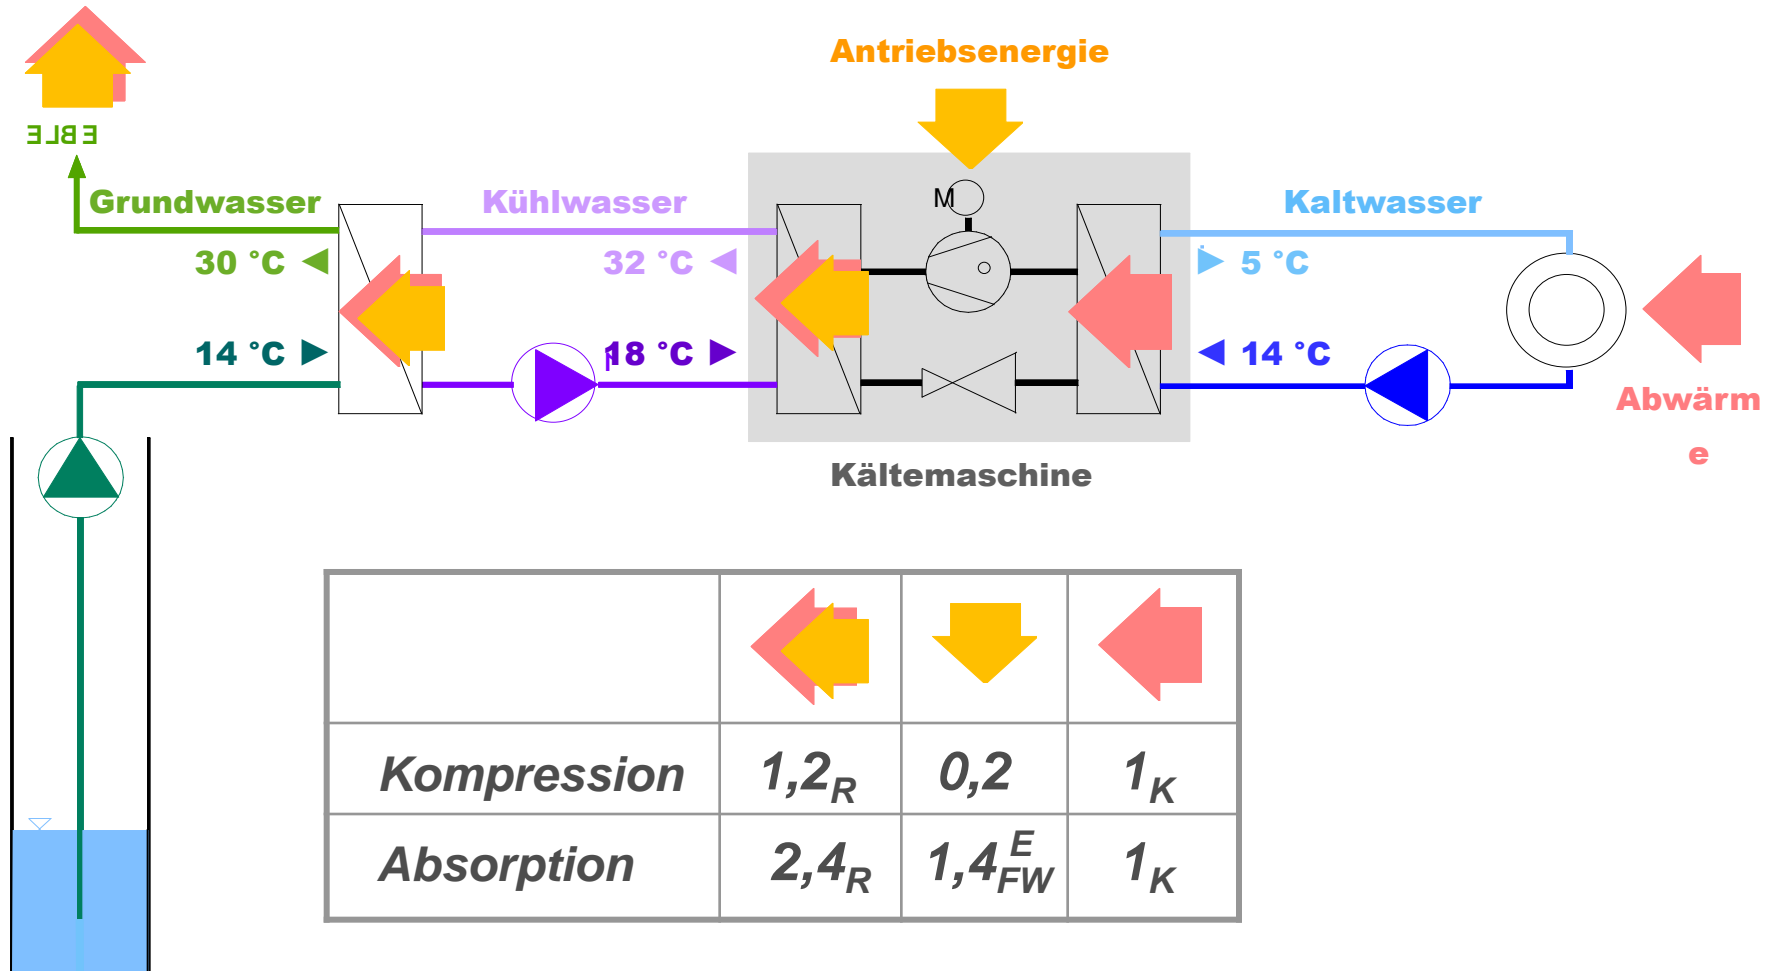 Antriebsenergie
EBLE
Grundwasser
Kühlwasser
M
Kaltwasser
30 °C
32 °C
5 °C
14 °C
18 °C
14 °C
Abwärm
e
Kältemaschine
Kompression 1,2R 0,2 1K
Absorption 2,4R 1,4EFW 1K